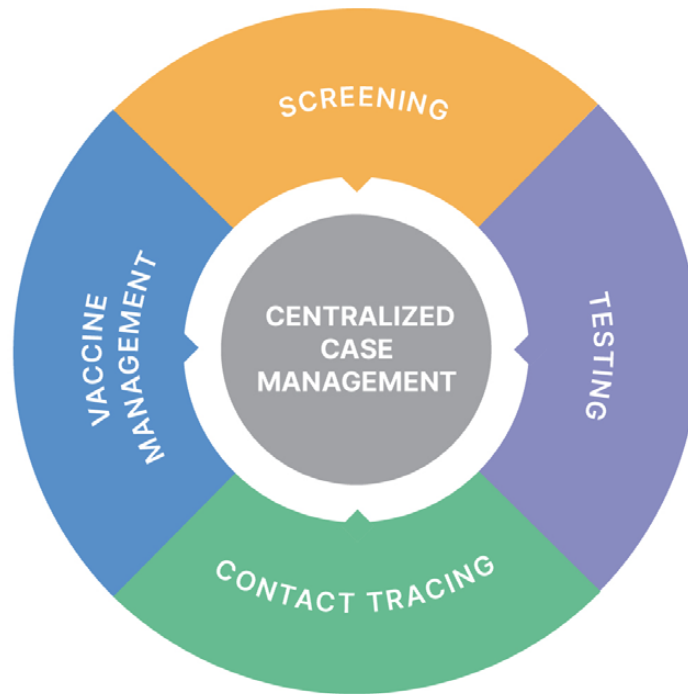 SCREENING
TESTING
CONTACT TRACING
VACCINE
MANAGEMENT
CENTRALIZED
CASE
MANAGEMENT